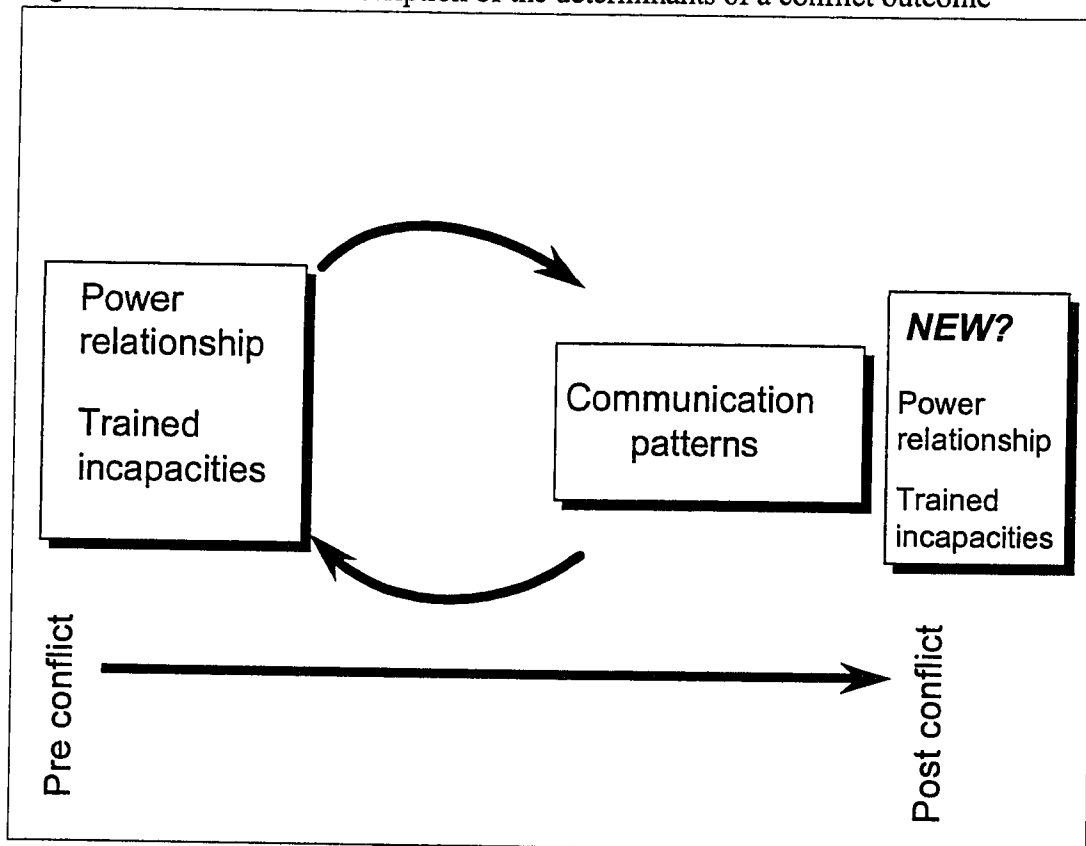 description of the determinants of a conflict outcome
Power
relationship
Trained
incapacities
Communication
patterns
NEW?
Power
relationship
Trained
incapacities
Pre conflict
Post conflict